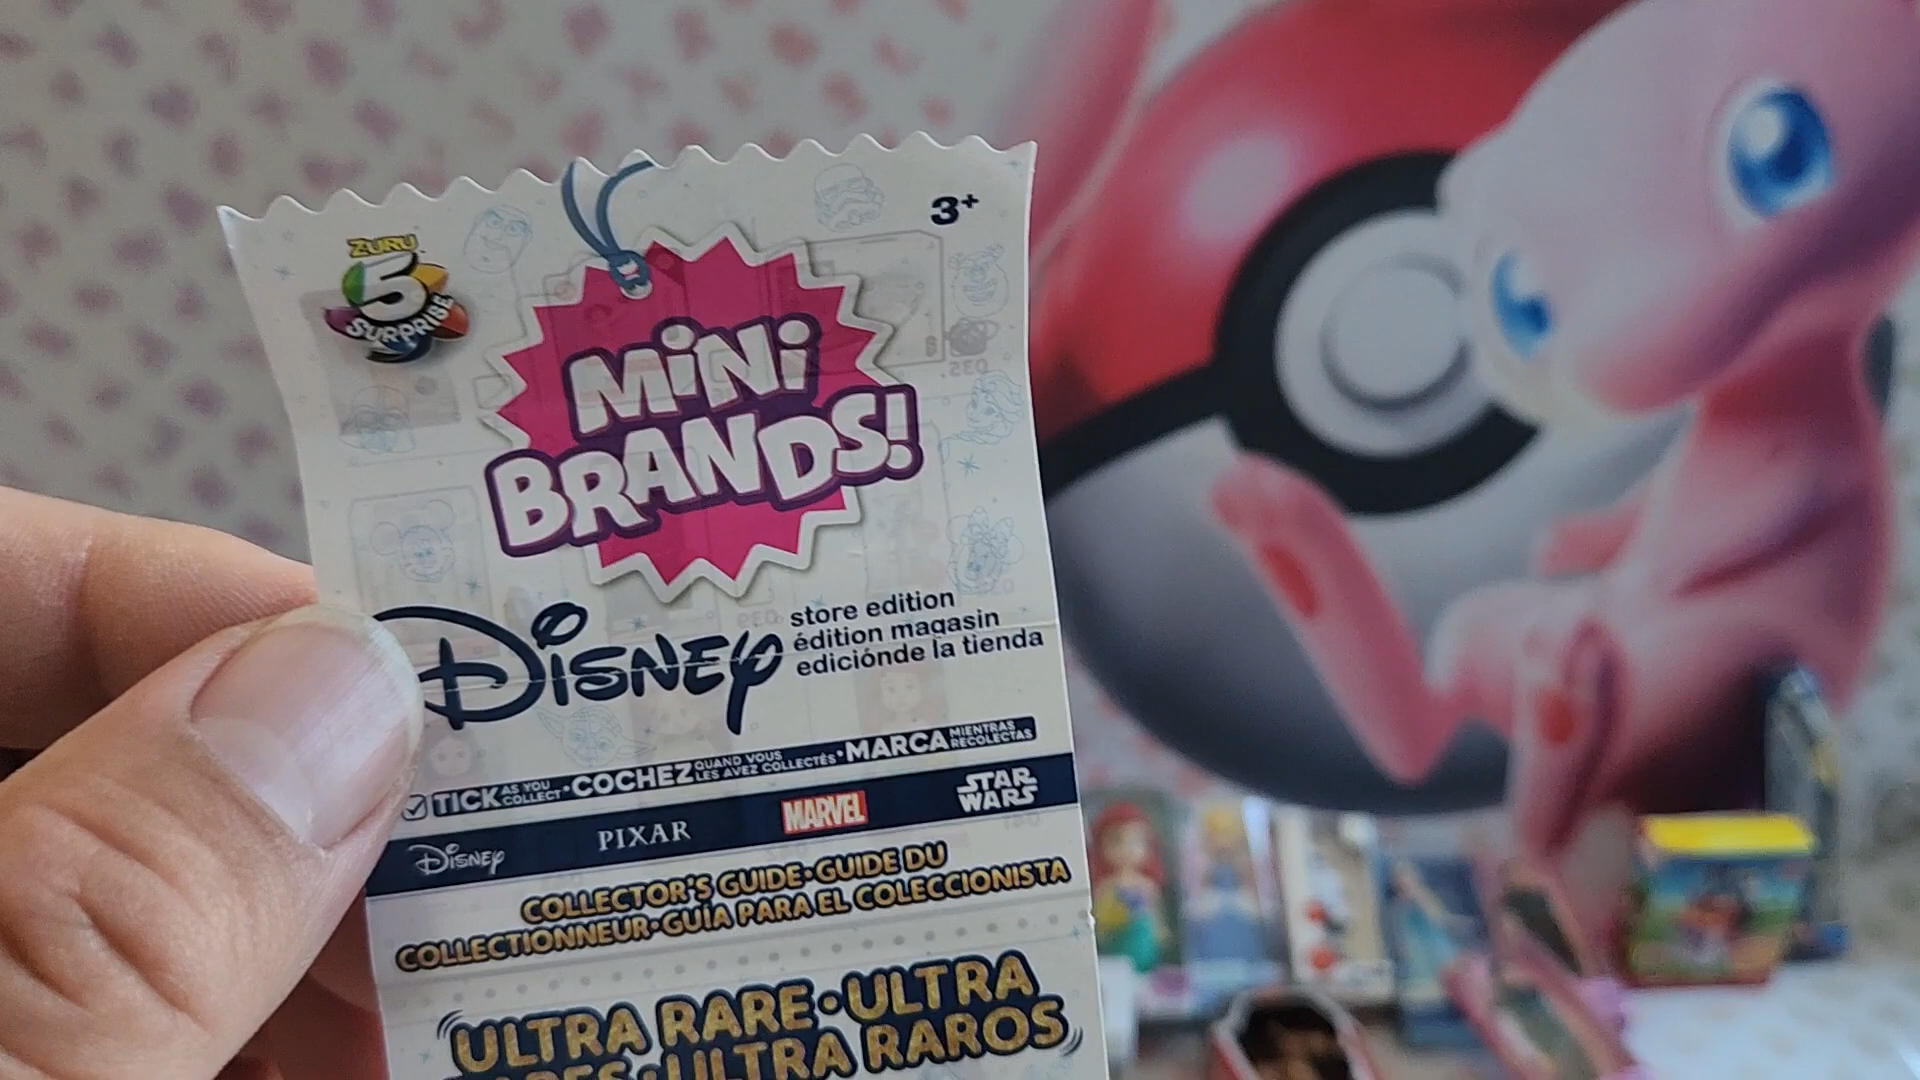 ZURU
5
SURPRISE
3+
MiNi
BRANDS!
Disney
store edition
édition magasin
ediciónde la tienda
TICK AS YOU COLLECT • COCHEZ QUAND VOUS LES AVEZ COLLECTÉS • MARCA MIENTRAS RECOLECTAS
Disney PIXAR MARVEL STAR WARS
COLLECTOR'S GUIDE • GUIDE DU
COLLECTIONNEUR • GUÍA PARA EL COLECCIONISTA
ULTRA RARE • ULTRA
RARES • ULTRA RAROS